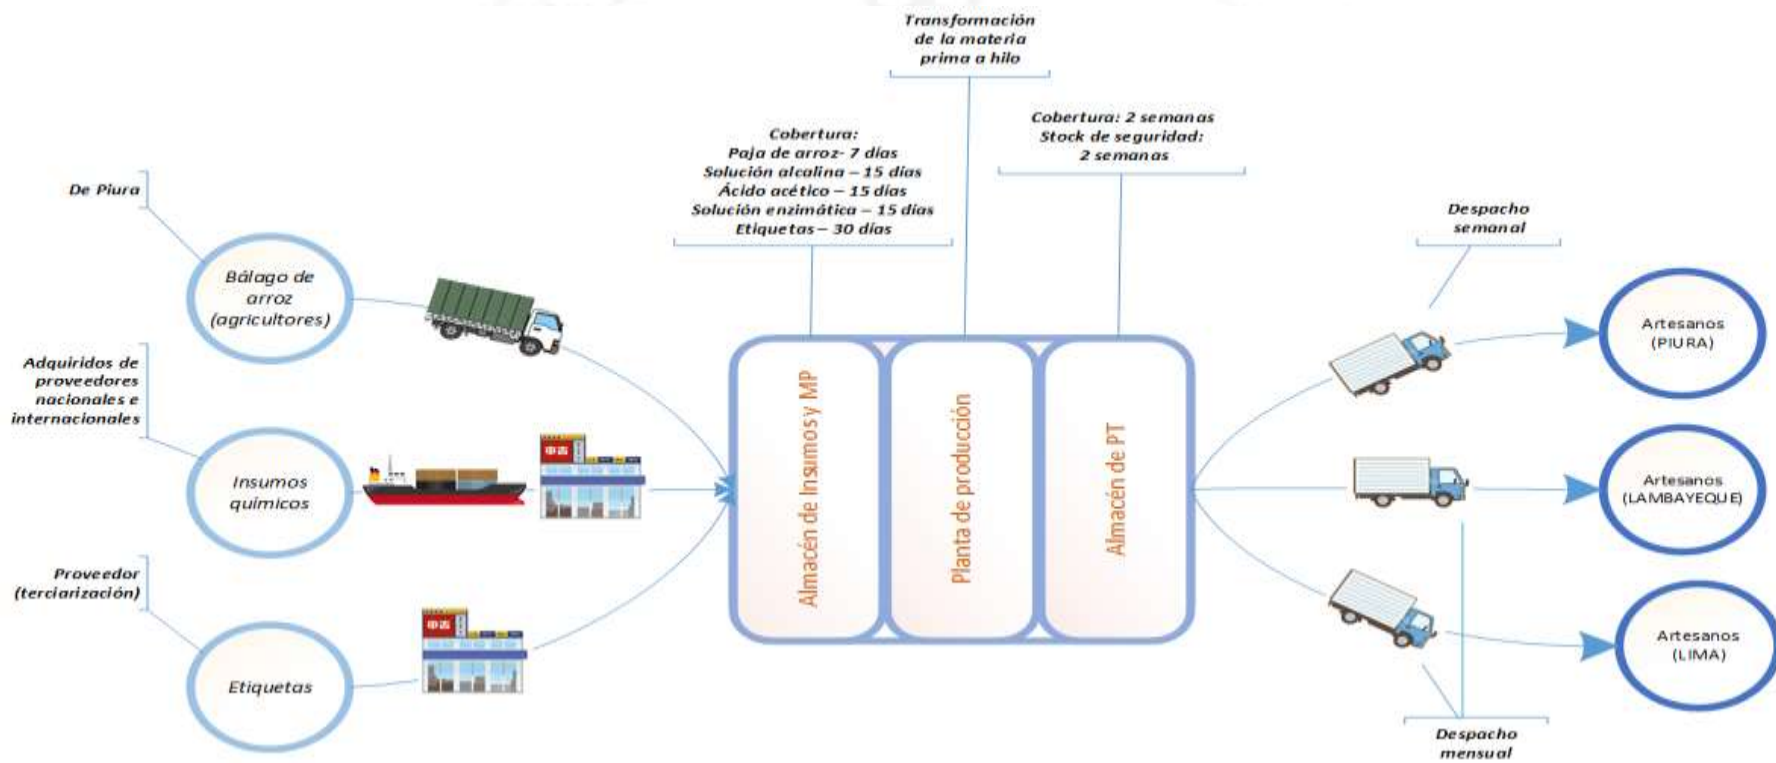 Transformación
de la materia
prima a hilo
Cobertura:
Paja de arroz- 7 días
Solución alcalina – 15 días
Ácido acético – 15 días
Solución enzimática – 15 días
Etiquetas – 30 días
Cobertura: 2 semanas
Stock de seguridad:
2 semanas
De Piura
Bálago de
arroz
(agricultores)
Adquiridos de
proveedores
nacionales e
internacionales
Insumos
químicos
Proveedor
(terciarización)
Etiquetas
Almacén de Insumos y MP
Planta de producción
Almacén de PT
Despacho
semanal
Artesanos
(PIURA)
Artesanos
(LAMBAYEQUE)
Artesanos
(LIMA)
Despacho
mensual